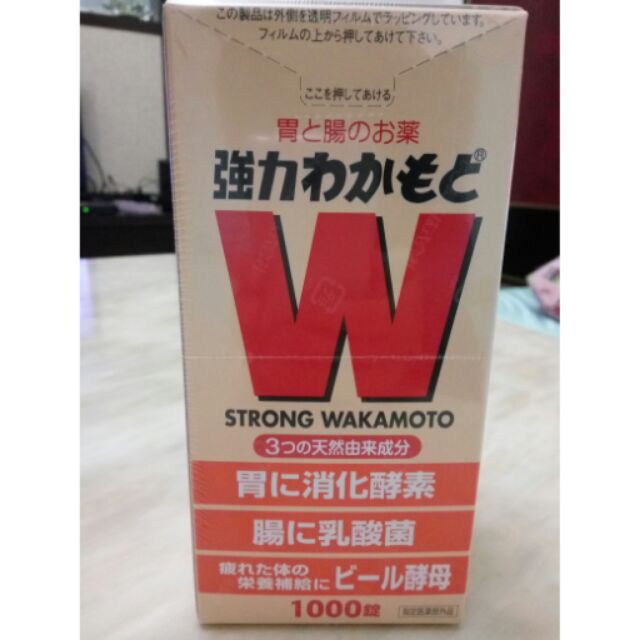 この製品は外側を透明フィルムでラッピングしています。
フィルムの上から押してあけて下さい。
ここを押してあける
胃と腸のお薬
強力わかもと®
W
STRONG WAKAMOTO
3つの天然由来成分
胃に消化酵素
腸に乳酸菌
疲れた体の
栄養補給に ビール酵母
1000錠
指定医薬部外品